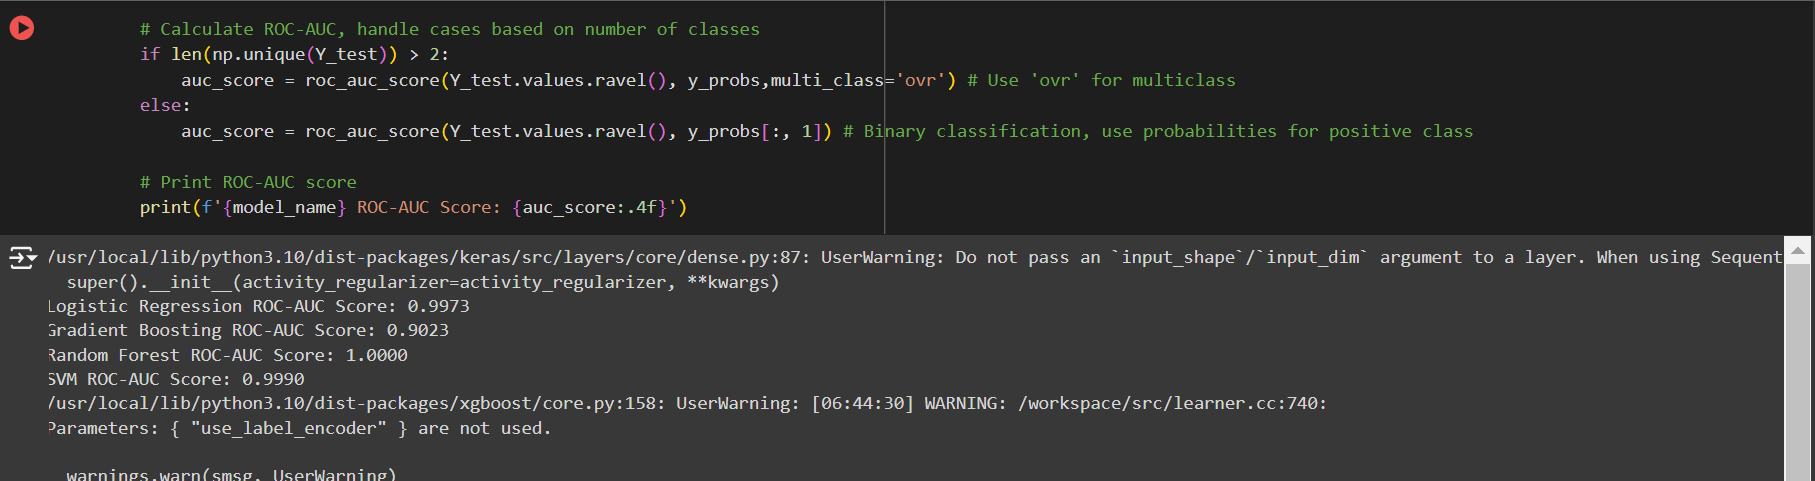 # Calculate ROC-AUC, handle cases based on number of classes
if len(np.unique(Y_test)) > 2:
    auc_score = roc_auc_score(Y_test.values.ravel(), y_probs,multi_class='ovr') # Use 'ovr' for multiclass
else:
    auc_score = roc_auc_score(Y_test.values.ravel(), y_probs[:, 1]) # Binary classification, use probabilities for positive class
# Print ROC-AUC score
print(f'{model_name} ROC-AUC Score: {auc_score:.4f}')
/usr/local/lib/python3.10/dist-packages/keras/src/layers/core/dense.py:87: UserWarning: Do not pass an `input_shape`/`input_dim` argument to a layer. When using Sequent
  super().__init__(activity_regularizer=activity_regularizer, **kwargs)
Logistic Regression ROC-AUC Score: 0.9973
Gradient Boosting ROC-AUC Score: 0.9023
Random Forest ROC-AUC Score: 1.0000
SVM ROC-AUC Score: 0.9990
/usr/local/lib/python3.10/dist-packages/xgboost/core.py:158: UserWarning: [06:44:30] WARNING: /workspace/src/learner.cc:740:
Parameters: { "use_label_encoder" } are not used.
  warnings.warn(smsg, UserWarning)